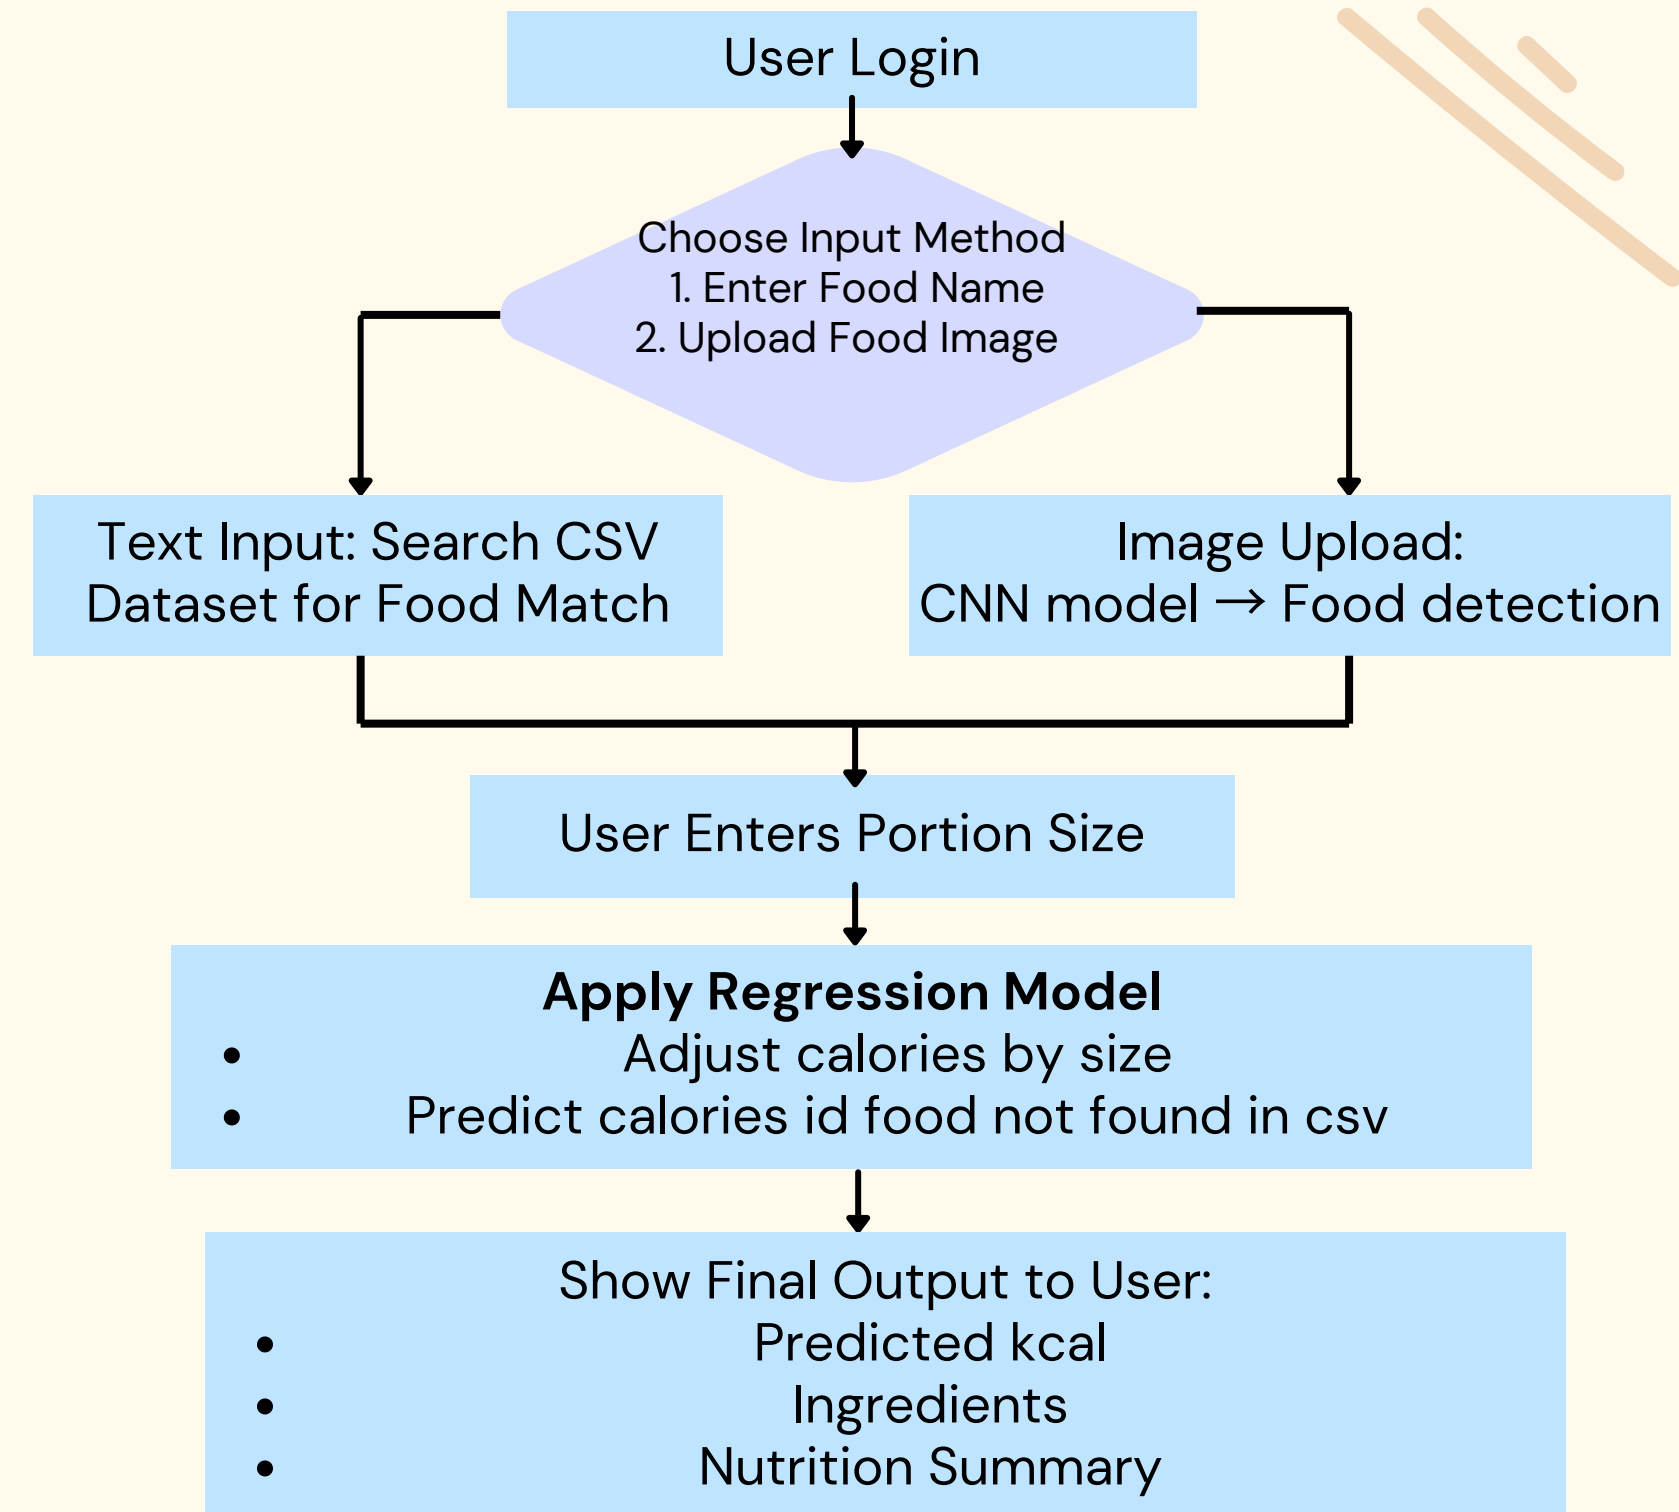 User Login
Choose Input Method
1. Enter Food Name
2. Upload Food Image
Text Input: Search CSV
Dataset for Food Match
Image Upload:
CNN model → Food detection
User Enters Portion Size
Apply Regression Model
• Adjust calories by size
• Predict calories id food not found in csv
Show Final Output to User:
• Predicted kcal
• Ingredients
• Nutrition Summary